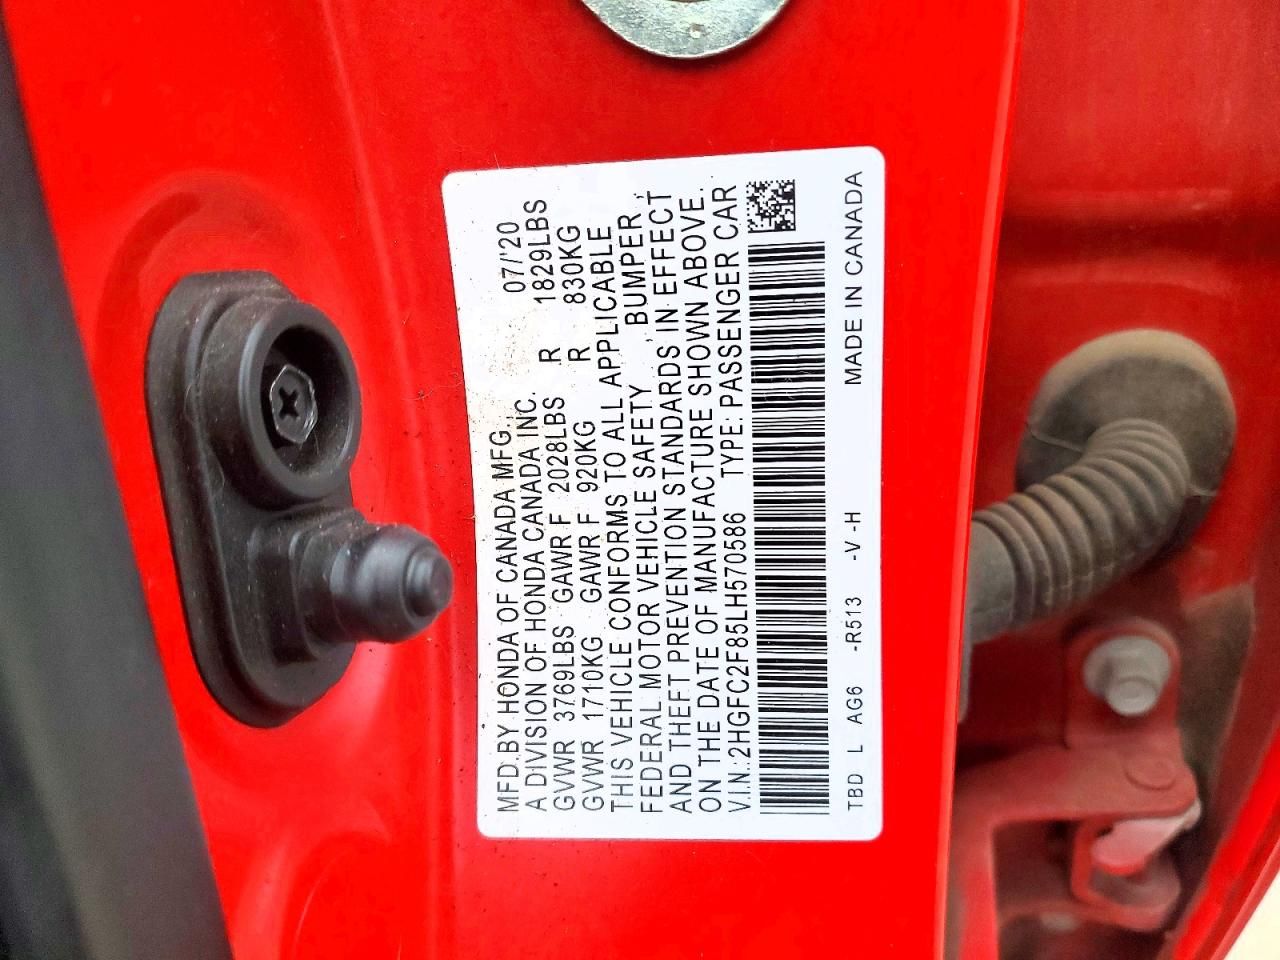 MFD.BY HONDA OF CANADA MFG., 07/'20
A DIVISION OF HONDA CANADA INC.
GVWR 3769LBS GAWR F 2028LBS R 1829LBS
GVWR 1710KG GAWR F 920KG R 830KG
THIS VEHICLE CONFORMS TO ALL APPLICABLE
FEDERAL MOTOR VEHICLE SAFETY , BUMPER ,
AND THEFT PREVENTION STANDARDS IN EFFECT
ON THE DATE OF MANUFACTURE SHOWN ABOVE.
V.I.N.:2HGFC2F85LH570586 TYPE:PASSENGER CAR
TBD L AG6 -R513 -V -H MADE IN CANADA